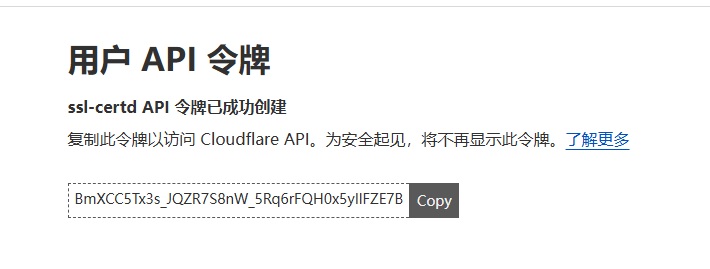 用户 API 令牌
ssl-certd API 令牌已成功创建
复制此令牌以访问 Cloudflare API。为安全起见，将不再显示此令牌。了解更多
BmXCC5Tx3s_JQZR7S8nW_5Rq6rFQH0x5ylIFZE7B Copy